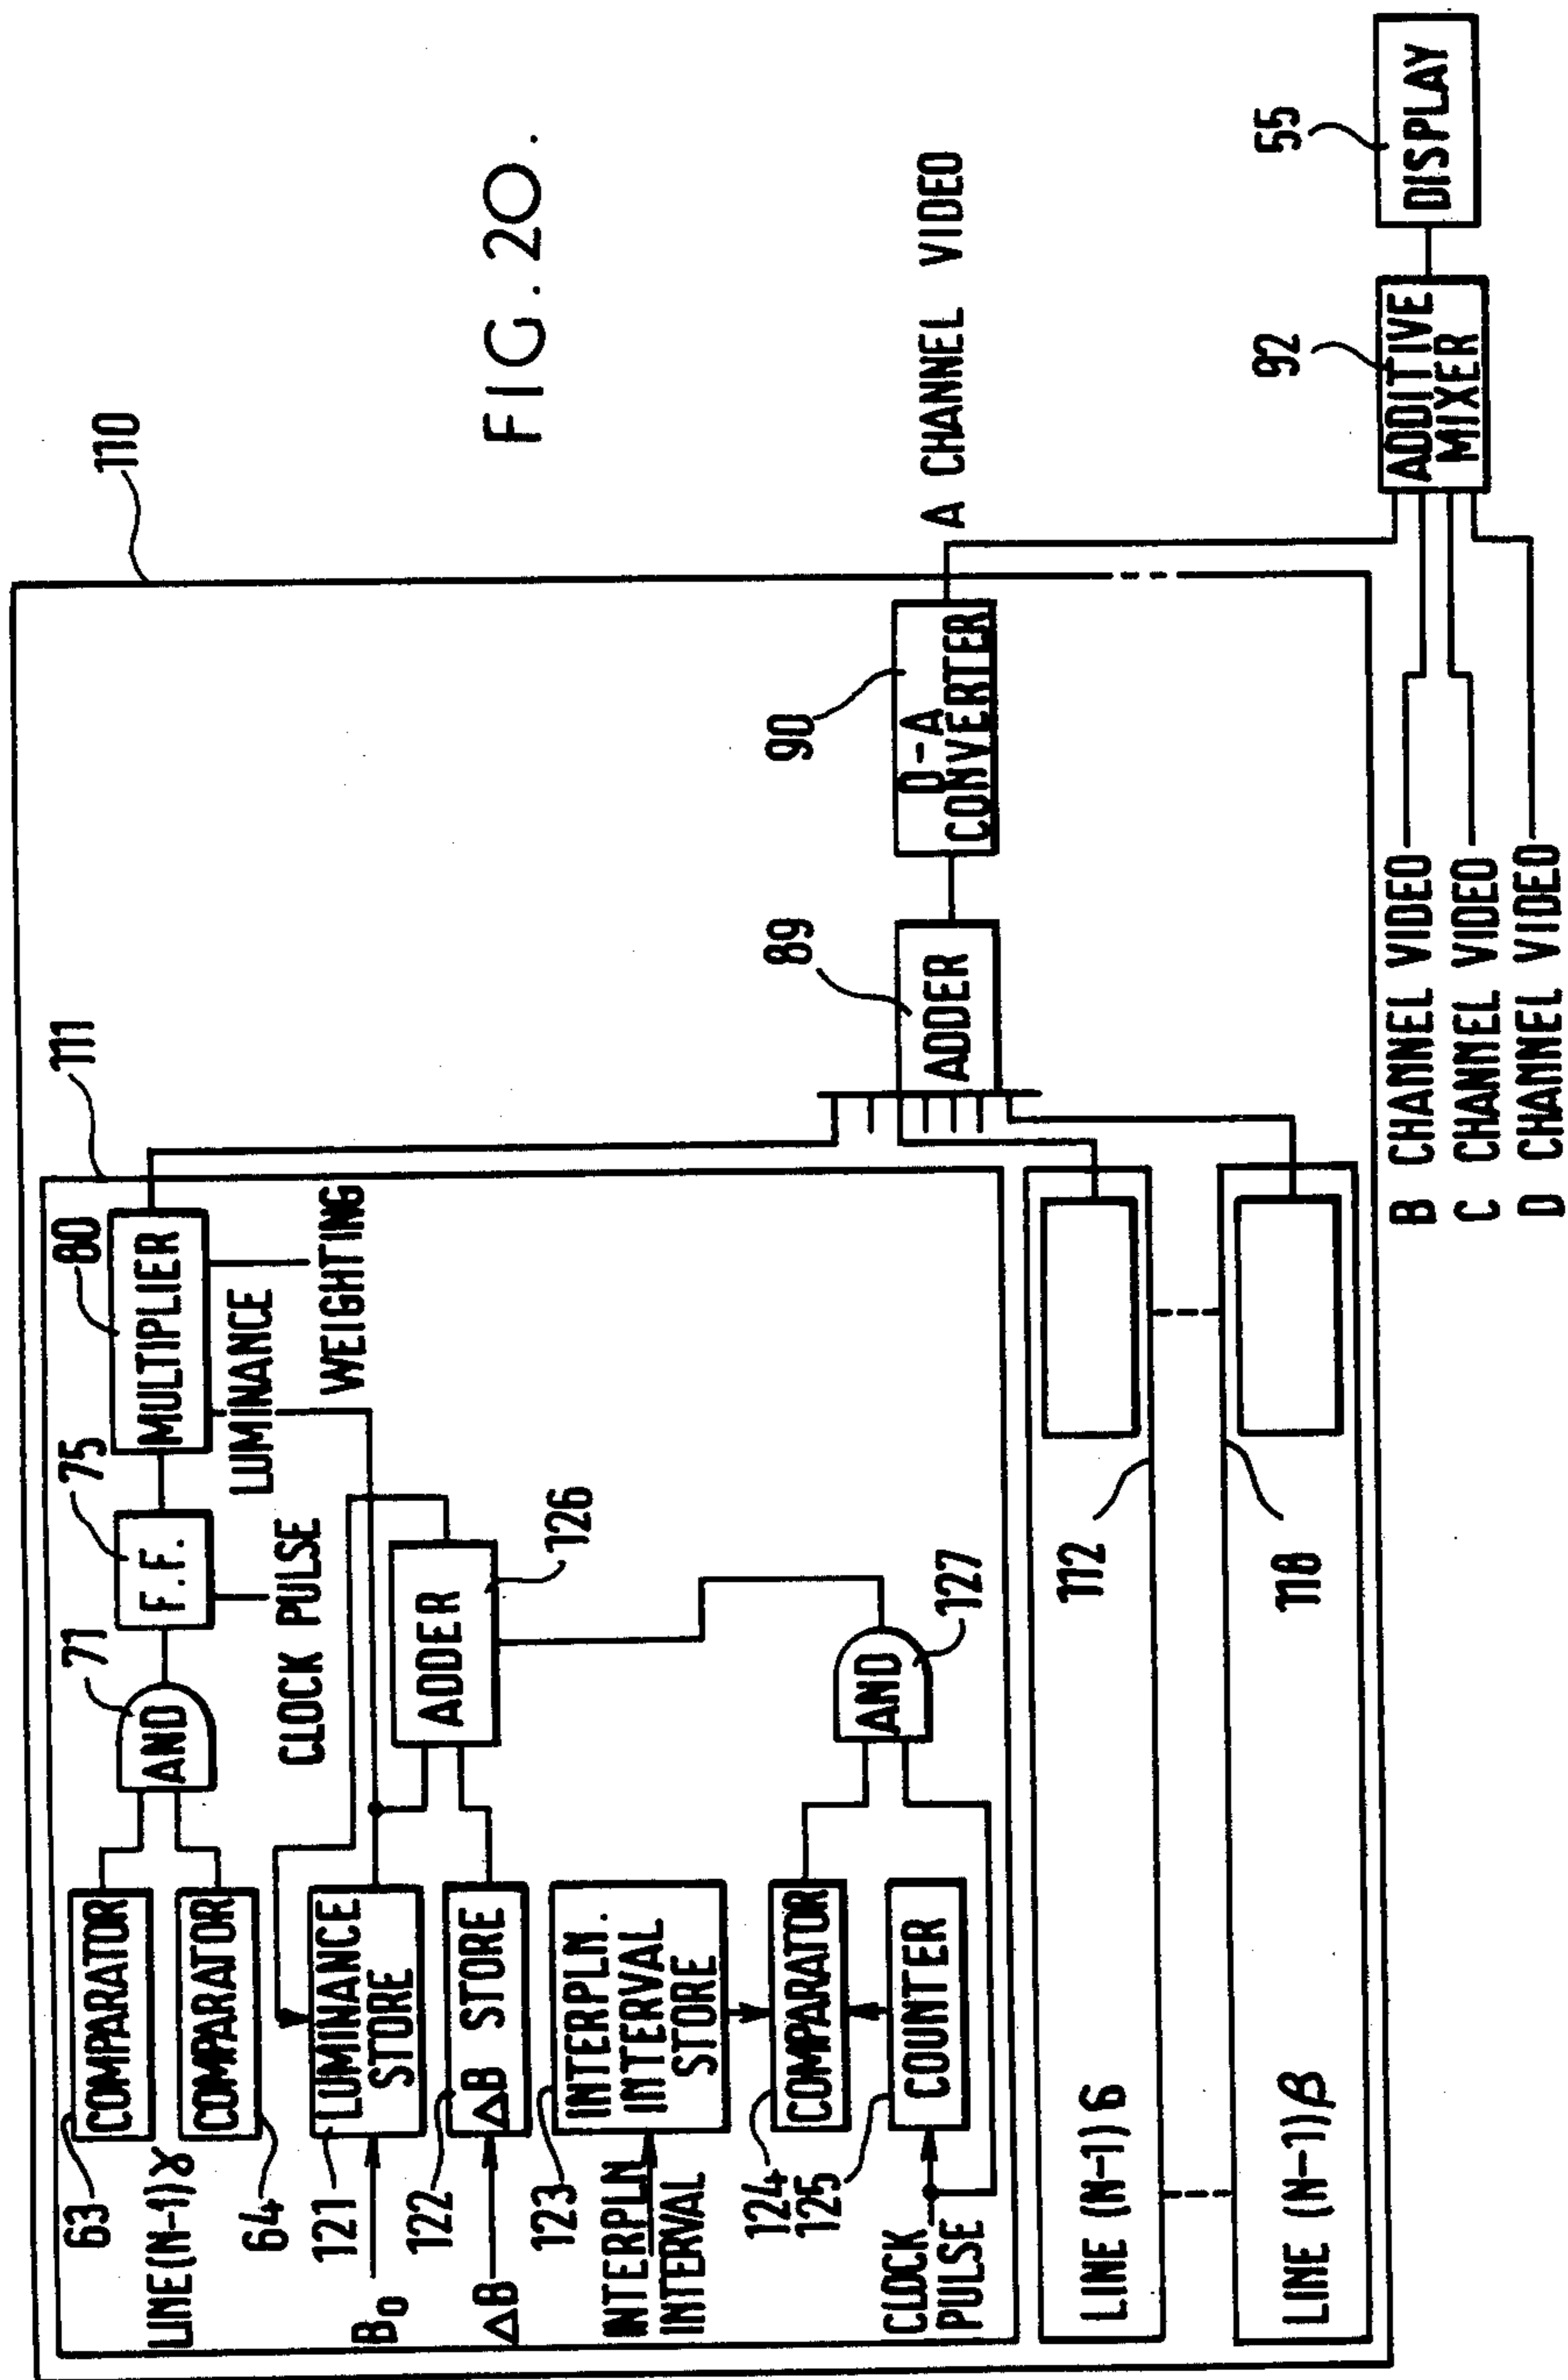 FIG. 20.
110
111
63
COMPARATOR
LINE(N-1)γ
COMPARATOR
64
71
AND
75
F.F.
CLOCK PULSE
80
MULTIPLIER
LUMINANCE
WEIGHTING
121
LUMINANCE
STORE
B0
122
ΔB STORE
ΔB
ADDER
126
123
INTERPLN.
INTERVAL
STORE
INTERPLN
INTERVAL
124
COMPARATOR
125
COUNTER
CLOCK
PULSE
AND
127
LINE (N-1)δ
112
LINE (N-1)β
118
89
ADDER
90
D-A
CONVERTER
A CHANNEL VIDEO
B CHANNEL VIDEO
C CHANNEL VIDEO
D CHANNEL VIDEO
92
ADDITIVE
MIXER
55
DISPLAY